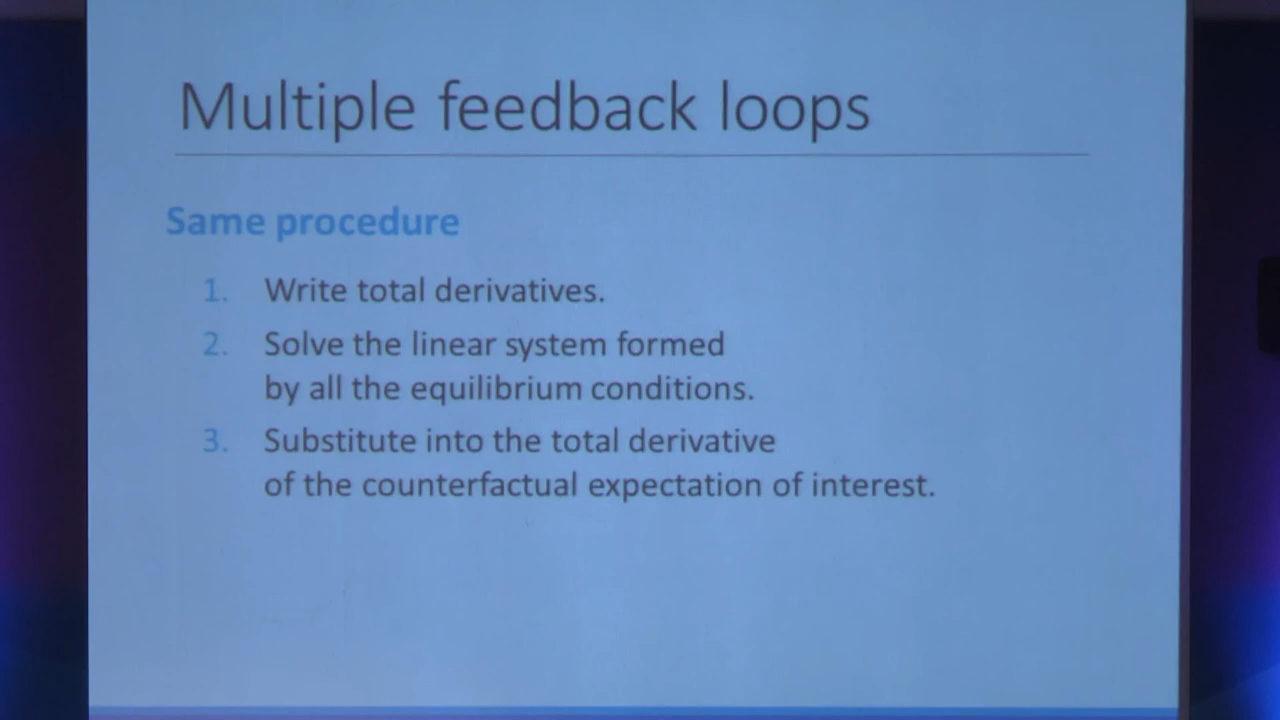 Multiple feedback loops
Same procedure
1. Write total derivatives.
2. Solve the linear system formed
by all the equilibrium conditions.
3. Substitute into the total derivative
of the counterfactual expectation of interest.